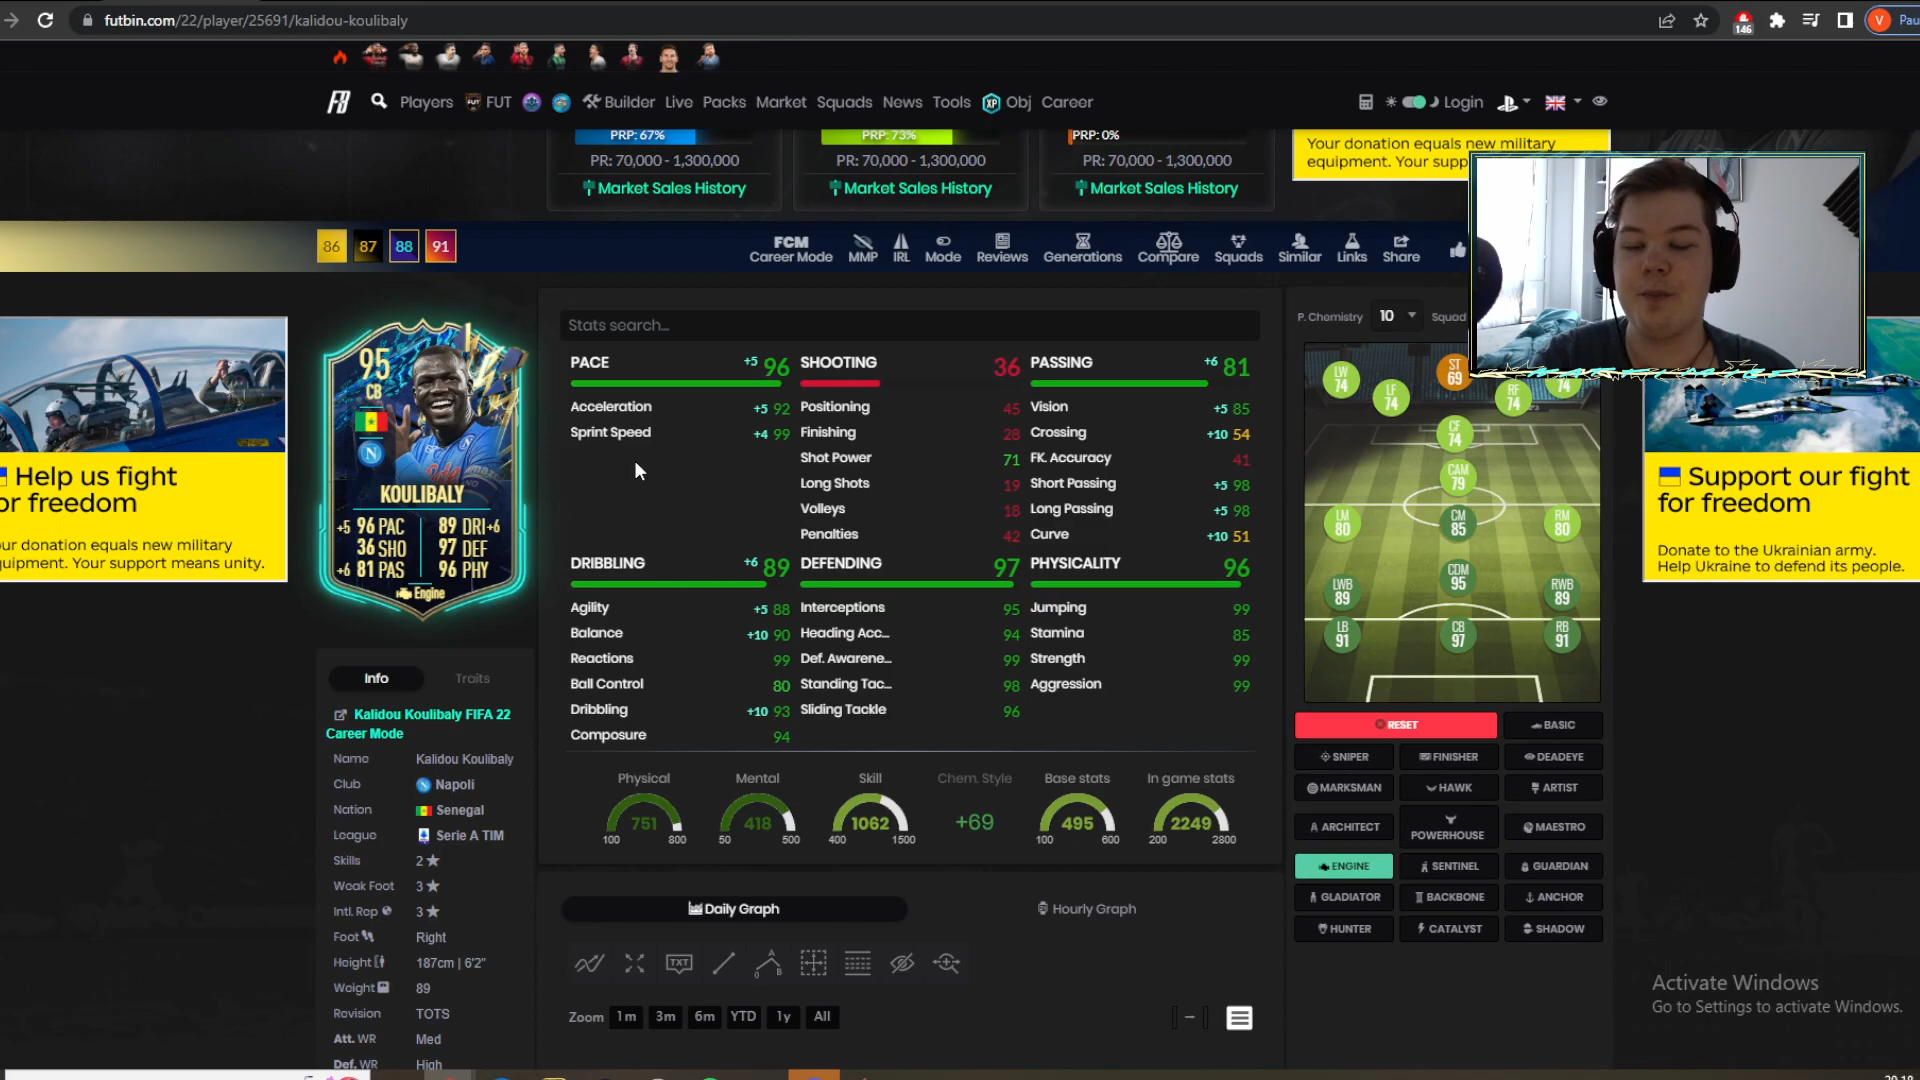 futbin.com/22/player/25691/kalidou-koulibaly
146
V
Pau
Players FUT Builder Live Packs Market Squads News Tools XP Obj Career
Login
PRP: 67% PRP: 73% PRP: 0%
PR: 70,000 - 1,300,000 PR: 70,000 - 1,300,000 PR: 70,000 - 1,300,000
Market Sales History Market Sales History Market Sales History
Your donation equals new military
equipment. Your supp
86 87 88 91
FCM
Career Mode MMP IRL Mode Reviews Generations Compare Squads Similar Links Share
Help us fight
or freedom
ur donation equals new military
quipment. Your support means unity.
95
CB
KOULIBALY
+5 96 PAC 89 DRI+6
36 SHO 97 DEF
+6 81 PAS 96 PHY
Engine
Stats search...
PACE +5 96
Acceleration +5 92
Sprint Speed +4 99
SHOOTING 36
Positioning 45
Finishing 28
Shot Power 71
Long Shots 19
Volleys 18
Penalties 42
PASSING +6 81
Vision +5 85
Crossing +10 54
FK. Accuracy 41
Short Passing +5 98
Long Passing +5 98
Curve +10 51
DRIBBLING +6 89
Agility +5 88
Balance +10 90
Reactions 99
Ball Control 80
Dribbling +10 93
Composure 94
DEFENDING 97
Interceptions 95
Heading Acc... 94
Def. Awarene... 99
Standing Tac... 98
Sliding Tackle 96
PHYSICALITY 96
Jumping 99
Stamina 85
Strength 99
Aggression 99
Physical Mental Skill Chem. Style Base stats In game stats
751 418 1062 +69 495 2249
100 800 50 500 400 1500 100 600 200 2800
Daily Graph Hourly Graph
TXT
Zoom 1m 3m 6m YTD 1y All
Info Traits
Kalidou Koulibaly FIFA 22
Career Mode
Name Kalidou Koulibaly
Club Napoli
Nation Senegal
League Serie A TIM
Skills 2
Weak Foot 3
Intl. Rep 3
Foot Right
Height 187cm | 6'2"
Weight 89
Revision TOTS
Att. WR Med
Def. WR High
P. Chemistry 10 Squad
LW 74
ST 69
74
LF 74
RF 74
CF 74
CAM 79
LM 80
CM 85
RM 80
LWB 89
CDM 95
RWB 89
LB 91
CB 97
RB 91
RESET BASIC
SNIPER FINISHER DEADEYE
MARKSMAN HAWK ARTIST
ARCHITECT POWERHOUSE MAESTRO
ENGINE SENTINEL GUARDIAN
GLADIATOR BACKBONE ANCHOR
HUNTER CATALYST SHADOW
Support our fight
for freedom
Donate to the Ukrainian army.
Help Ukraine to defend its people.
Activate Windows
Go to Settings to activate Windows.